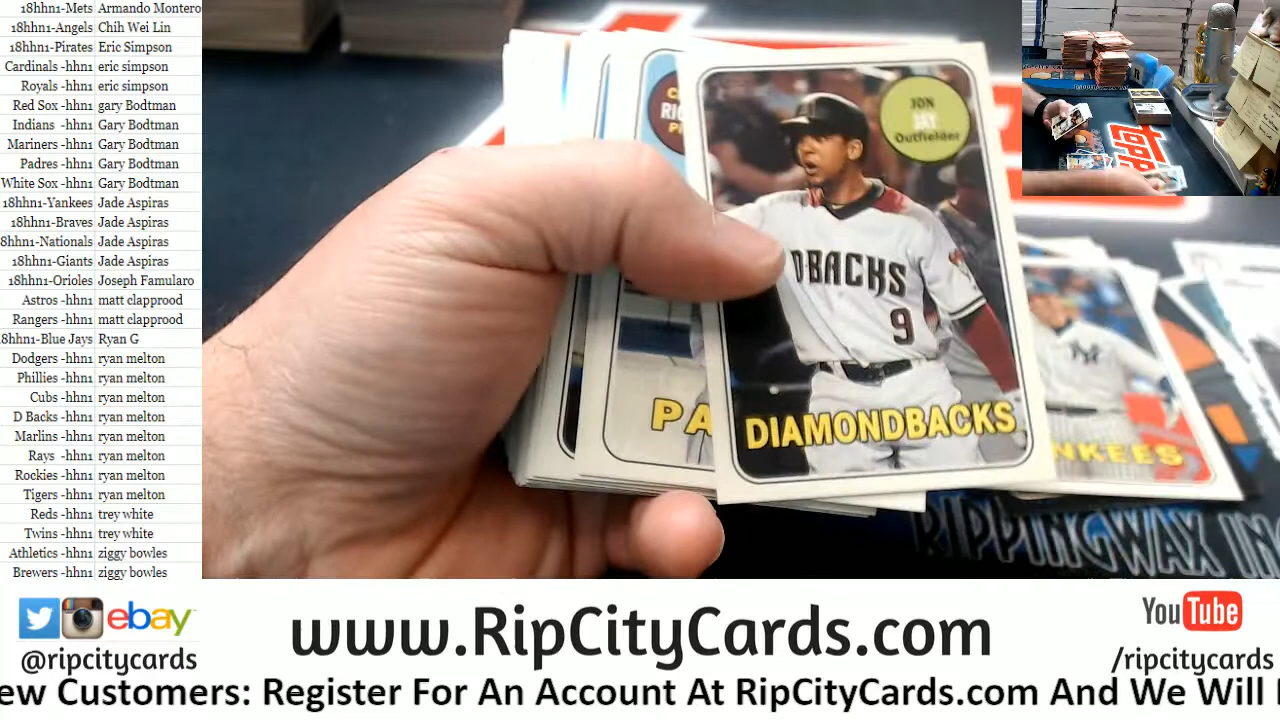 18hhn1-Mets Armando Montero
18hhn1-Angels Chih Wei Lin
18hhn1-Pirates Eric Simpson
Cardinals -hhn1 eric simpson
Royals -hhn1 eric simpson
Red Sox -hhn1 gary Bodtman
Indians -hhn1 Gary Bodtman
Mariners -hhn1 Gary Bodtman
Padres -hhn1 Gary Bodtman
White Sox -hhn1 Gary Bodtman
18hhn1-Yankees Jade Aspiras
18hhn1-Braves Jade Aspiras
8hhn1-Nationals Jade Aspiras
18hhn1-Giants Jade Aspiras
18hhn1-Orioles Joseph Famularo
Astros -hhn1 matt clapprood
Rangers -hhn1 matt clapprood
8hhn1-Blue Jays Ryan G
Dodgers -hhn1 ryan melton
Phillies -hhn1 ryan melton
Cubs -hhn1 ryan melton
D Backs -hhn1 ryan melton
Marlins -hhn1 ryan melton
Rays -hhn1 ryan melton
Rockies -hhn1 ryan melton
Tigers -hhn1 ryan melton
Reds -hhn1 trey white
Twins -hhn1 trey white
Athletics -hhn1 ziggy bowles
Brewers -hhn1 ziggy bowles
JON
JAY
Outfielder
DBACKS
9
DIAMONDBACKS
PA
NKEES
RIPPINGWAX IN
topps
ebay
@ripcitycards
www.RipCityCards.com
YouTube
/ripcitycards
ew Customers: Register For An Account At RipCityCards.com And We Will